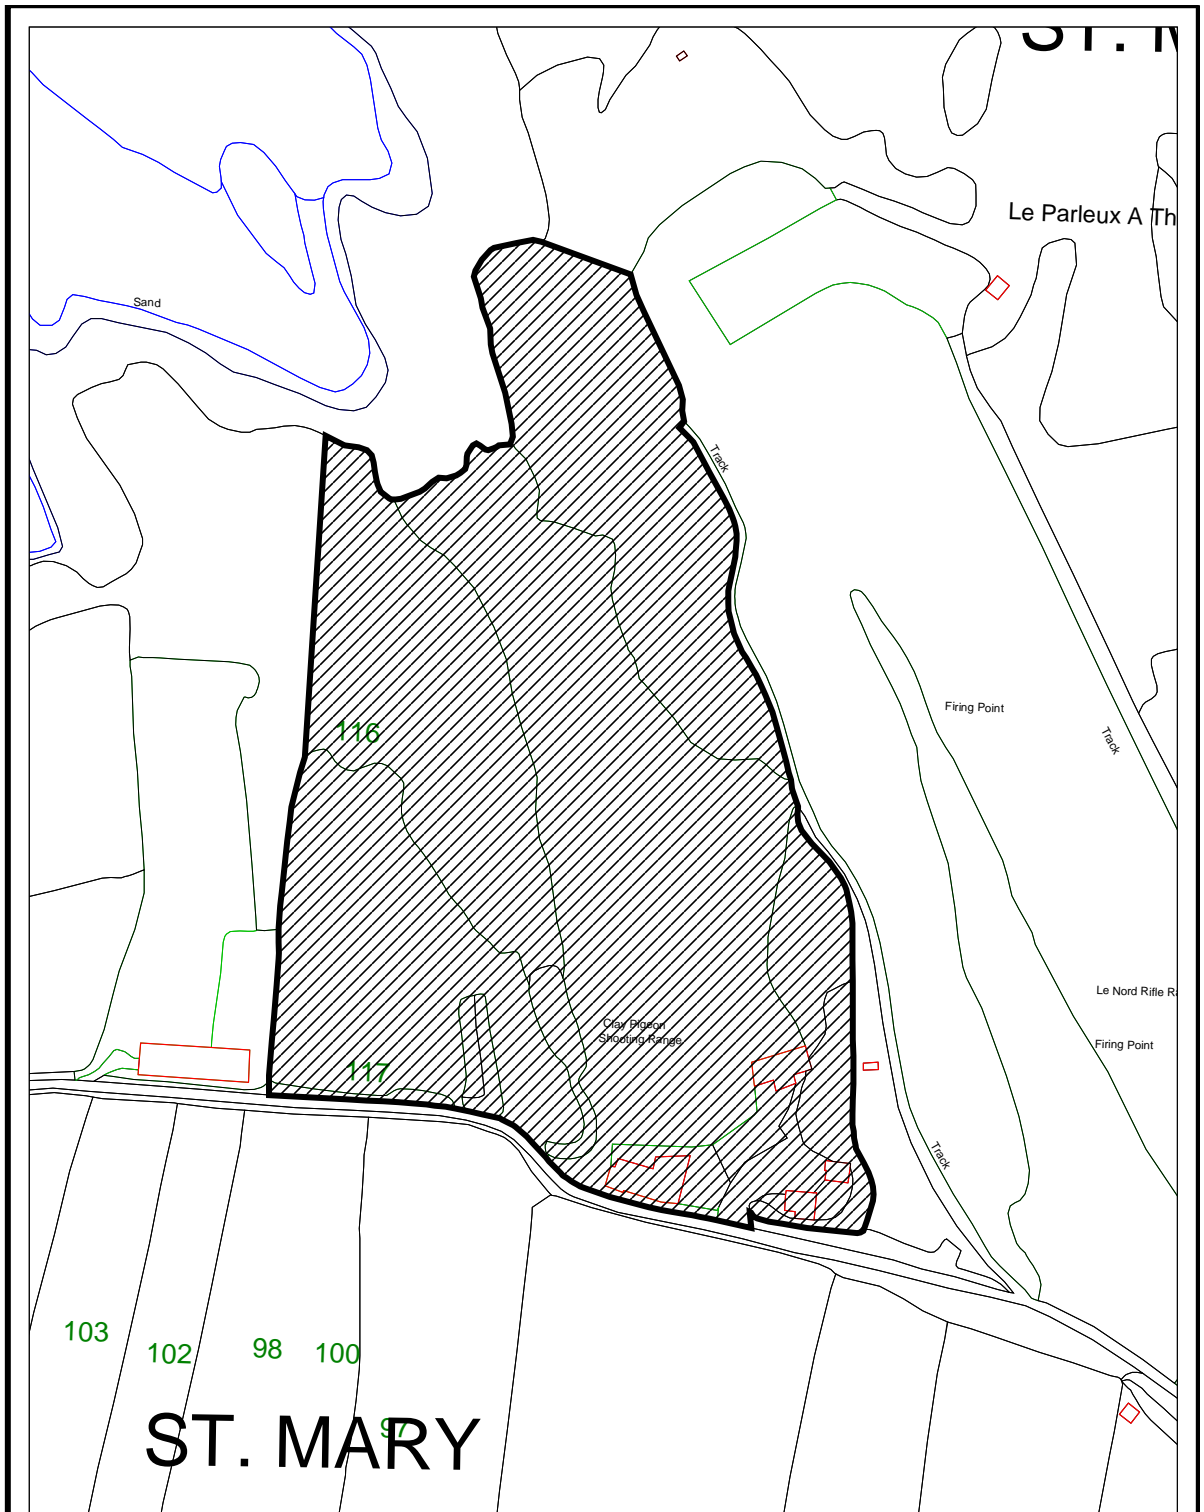 ST. M
Le Parleux A Th
Sand
Track
Firing Point
116
Track
Le Nord Rifle Ra
Clay Pigeon
Shooting Range
Firing Point
117
Track
103
102
98
100
97
ST. MARY